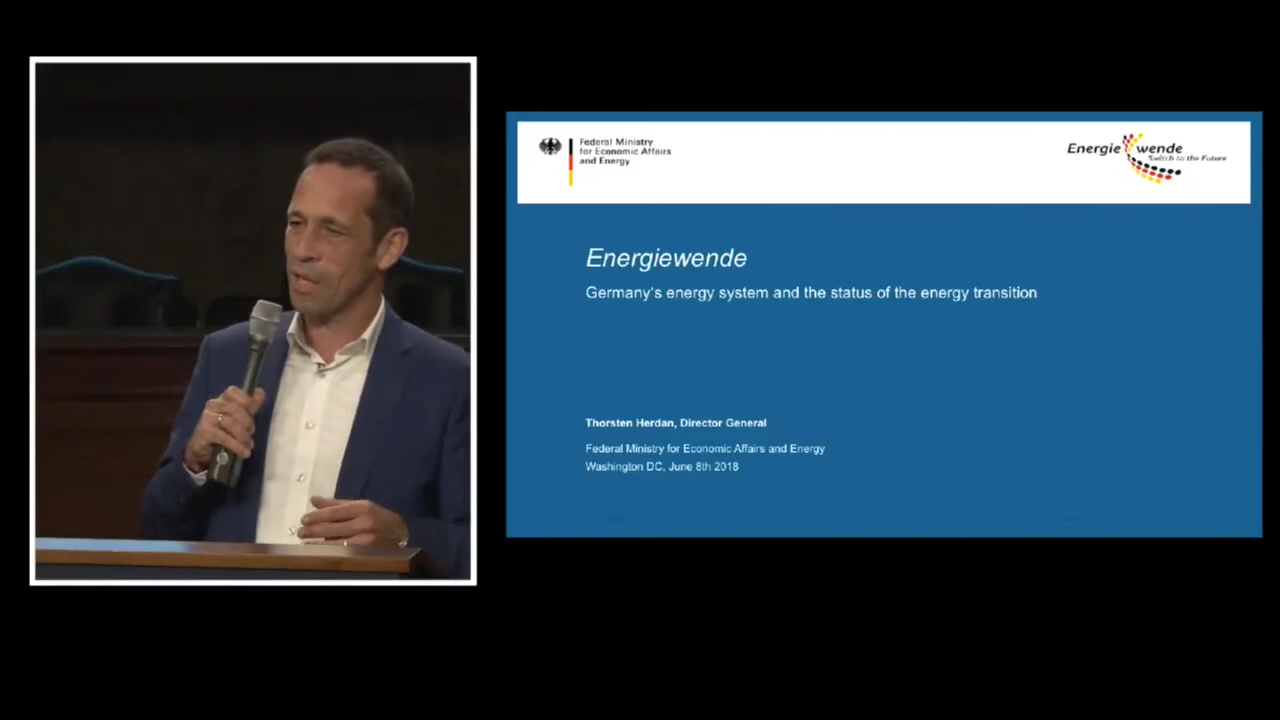 Federal Ministry
for Economic Affairs
and Energy
Energiewende
Switch to the Future
Energiewende
Germany's energy system and the status of the energy transition
Thorsten Herdan, Director General
Federal Ministry for Economic Affairs and Energy
Washington DC, June 8th 2018